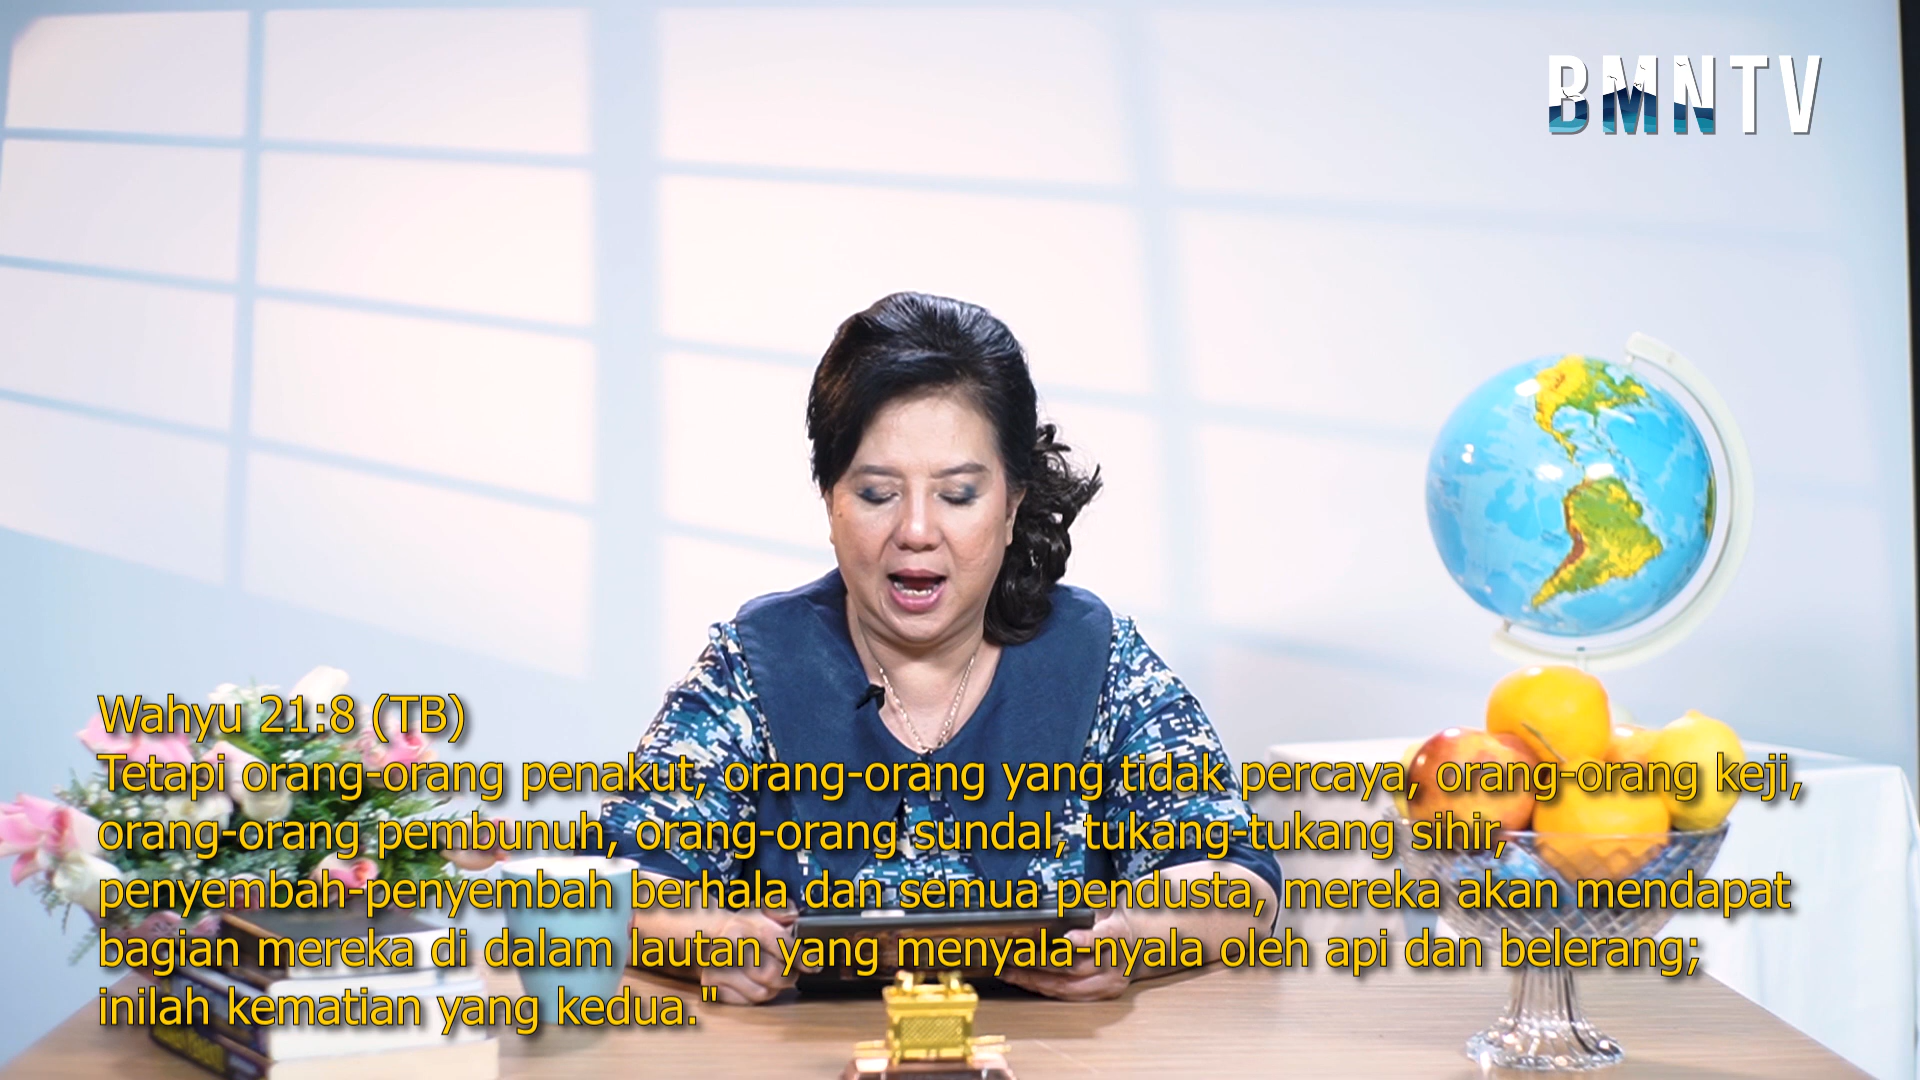 BMNTV
Wahyu 21:8 (TB)
Tetapi orang-orang penakut, orang-orang yang tidak percaya, orang-orang keji,
orang-orang pembunuh, orang-orang sundal, tukang-tukang sihir,
penyembah-penyembah berhala dan semua pendusta, mereka akan mendapat
bagian mereka di dalam lautan yang menyala-nyala oleh api dan belerang;
inilah kematian yang kedua."